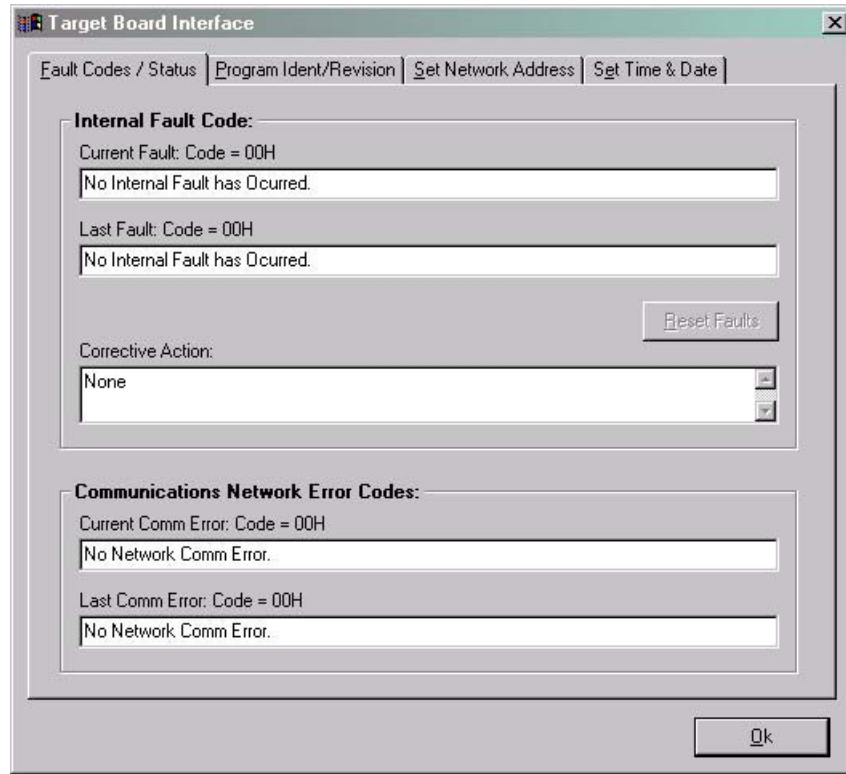 Target Board Interface
Fault Codes / Status Program Ident/Revision Set Network Address Set Time & Date
Internal Fault Code:
Current Fault: Code = 00H
No Internal Fault has Ocurred.
Last Fault: Code = 00H
No Internal Fault has Ocurred.
Reset Faults
Corrective Action:
None
Communications Network Error Codes:
Current Comm Error: Code = 00H
No Network Comm Error.
Last Comm Error: Code = 00H
No Network Comm Error.
Ok